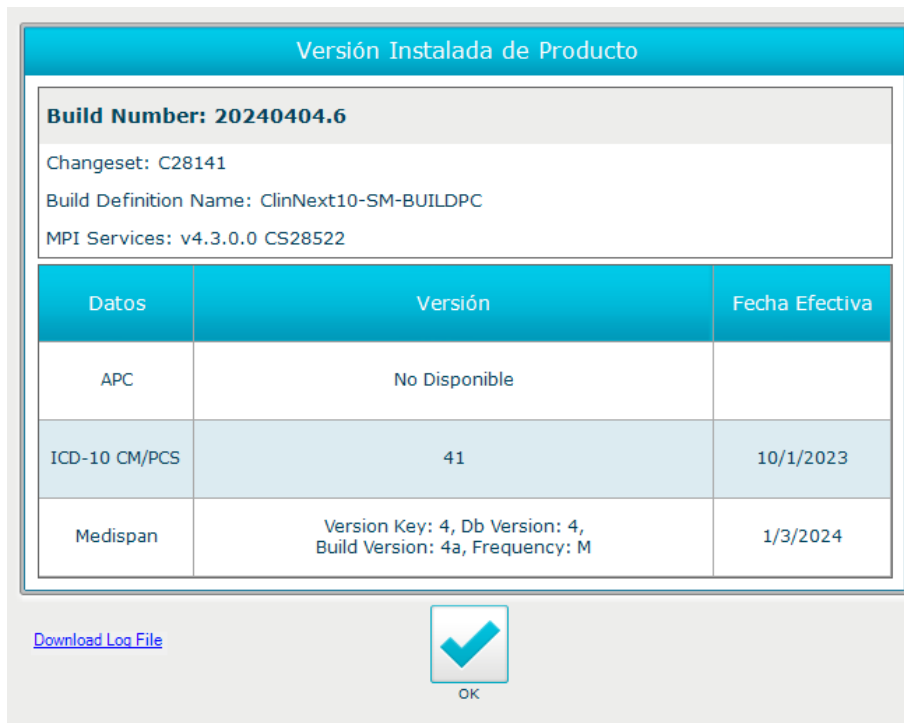 Versión Instalada de Producto
Build Number: 20240404.6
Changeset: C28141
Build Definition Name: ClinNext10-SM-BUILDPC
MPI Services: v4.3.0.0 CS28522
Datos Versión Fecha Efectiva
APC No Disponible
ICD-10 CM/PCS 41 10/1/2023
Medispan Version Key: 4, Db Version: 4,
Build Version: 4a, Frequency: M 1/3/2024
Download Log File
OK